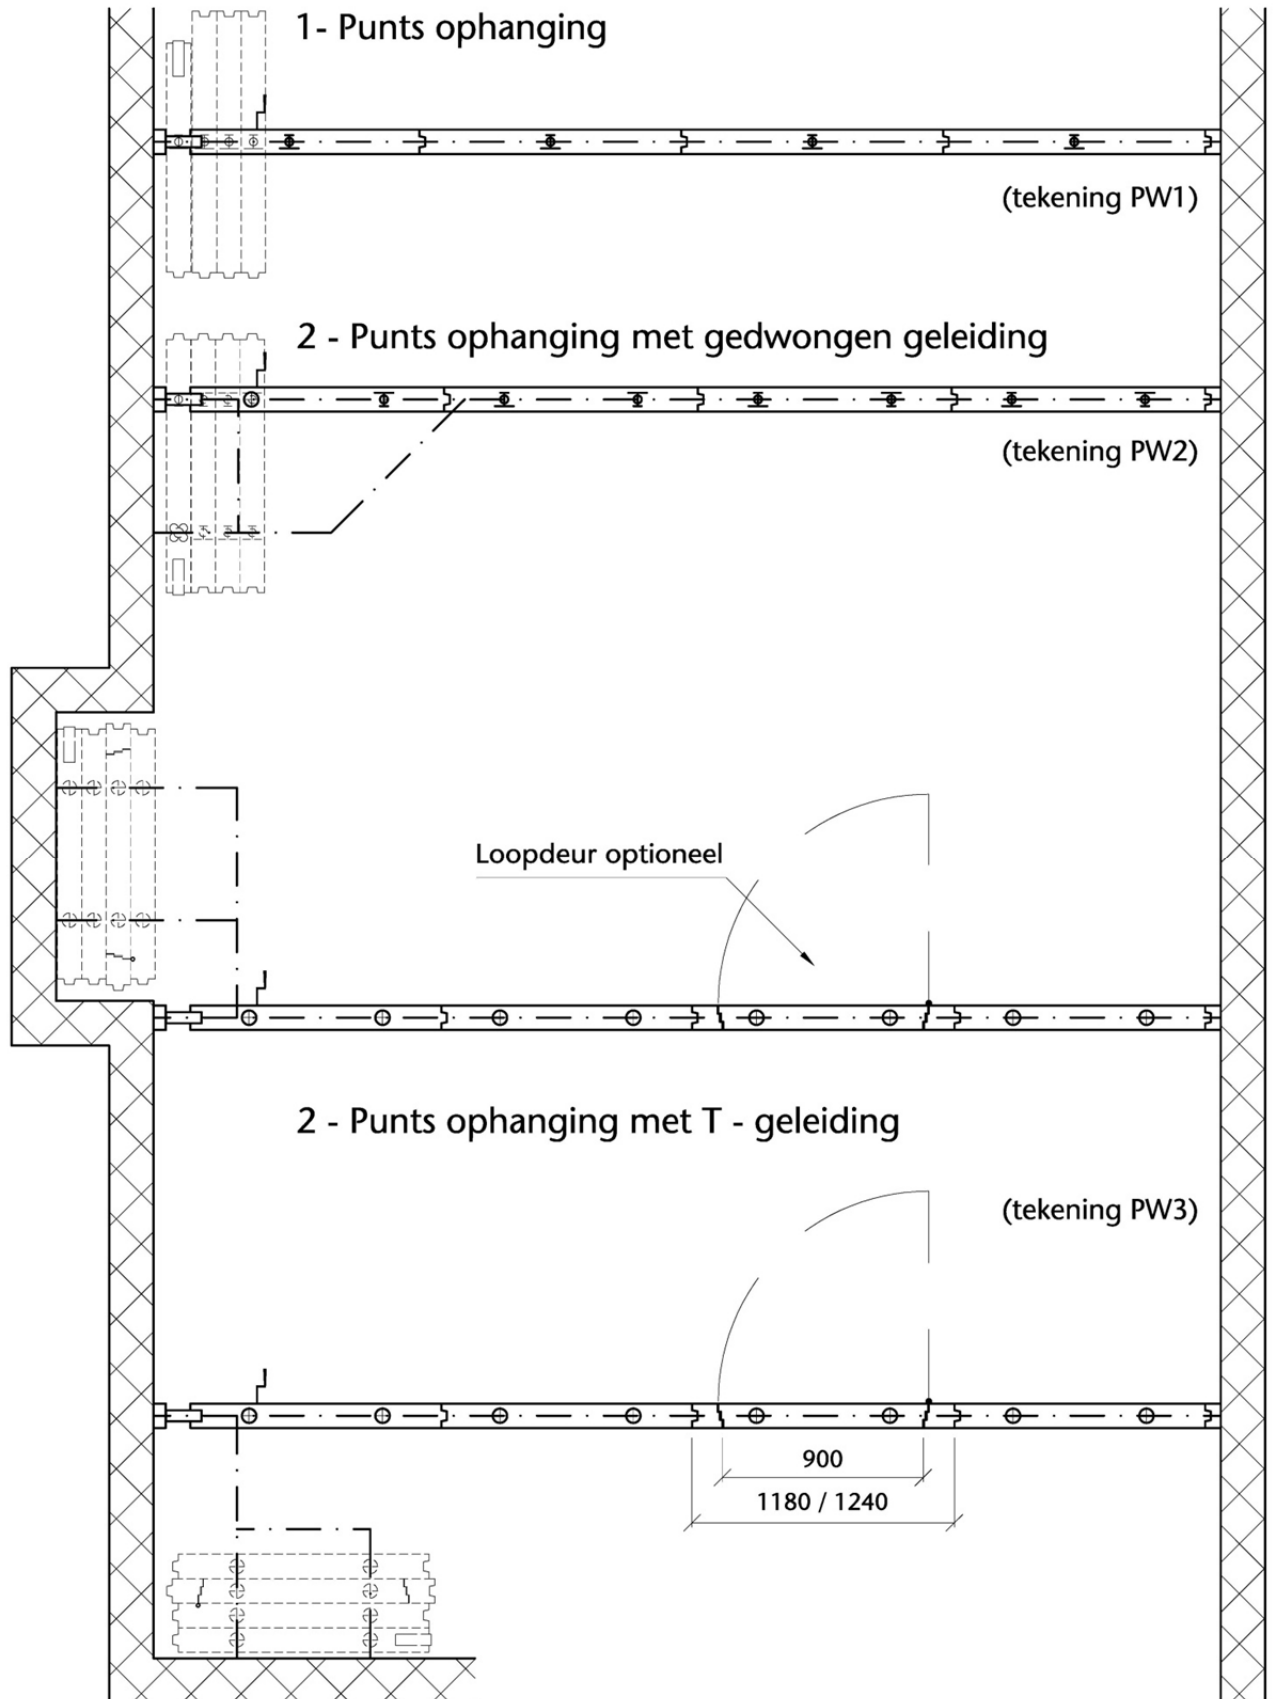 1- Punts ophanging
(tekening PW1)
2 - Punts ophanging met gedwongen geleiding
(tekening PW2)
Loopdeur optioneel
2 - Punts ophanging met T - geleiding
(tekening PW3)
900
1180 / 1240